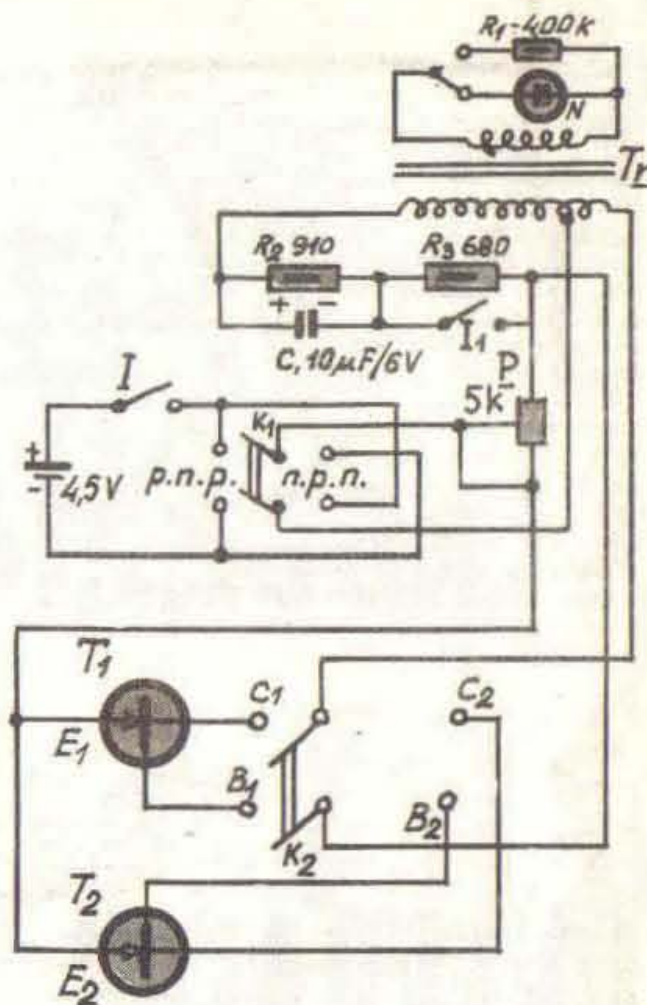 R1-400K
N
Tr
R2 910
R3 680
+ -
C, 10μF/6V
I1
P
5k
I
+
-
4,5V
K1
p.n.p.
n.p.n.
T1
E1
C1
B1
K2
C2
B2
T2
E2